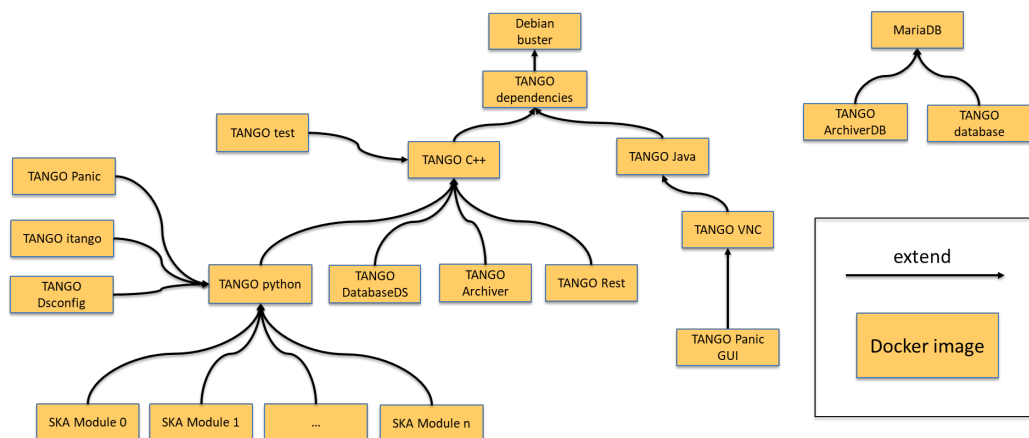 Debian
buster
MariaDB
TANGO
dependencies
TANGO
ArchiverDB
TANGO
database
TANGO test
TANGO C++
TANGO Java
TANGO Panic
TANGO itango
TANGO
Dsconfig
TANGO VNC
TANGO python
TANGO
DatabaseDS
TANGO
Archiver
TANGO Rest
TANGO Panic
GUI
SKA Module 0
SKA Module 1
...
SKA Module n
extend
Docker image